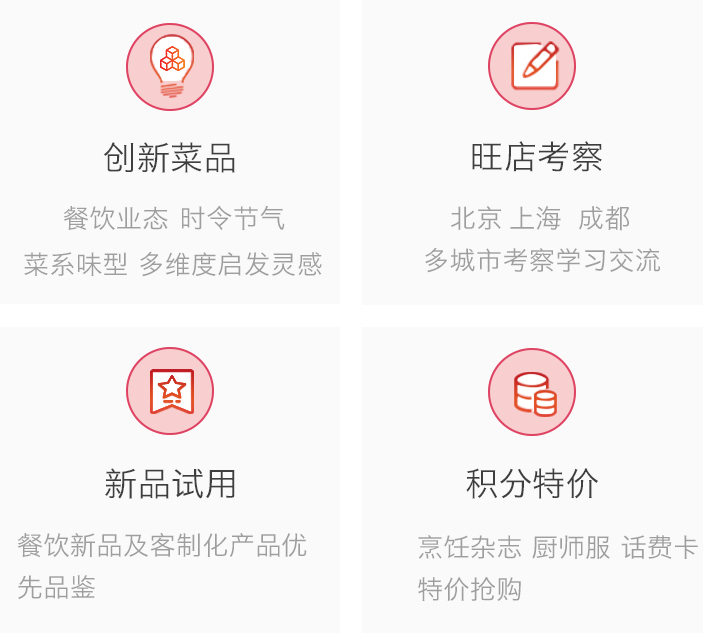 创新菜品
餐饮业态 时令节气
菜系味型 多维度启发灵感
旺店考察
北京 上海 成都
多城市考察学习交流
新品试用
餐饮新品及客制化产品优
先品鉴
积分特价
烹饪杂志 厨师服 话费卡
特价抢购